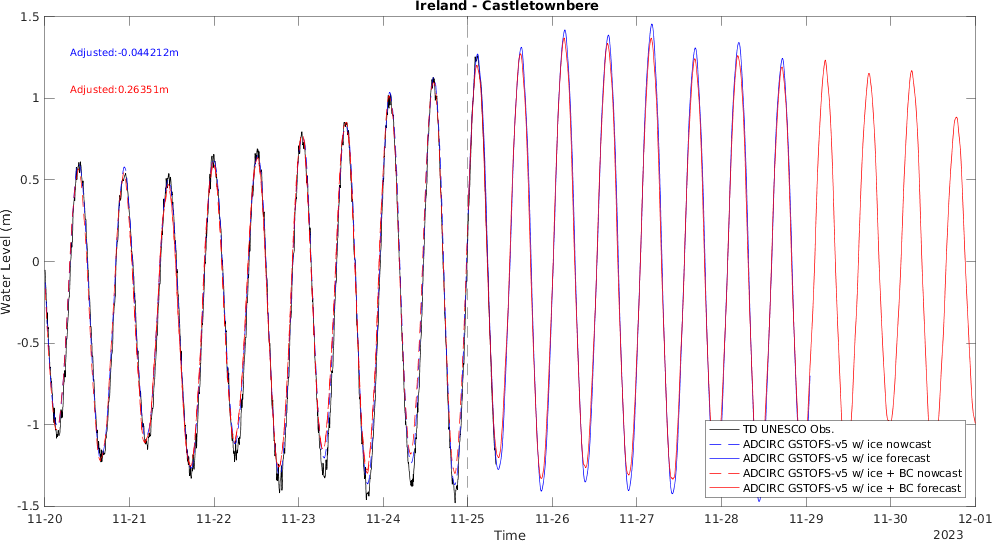 Ireland - Castletownbere
1.5
1
0.5
0
-0.5
-1
-1.5
Water Level (m)
Adjusted:-0.044212m
Adjusted:0.26351m
TD UNESCO Obs.
ADCIRC GSTOFS-v5 w/ ice nowcast
ADCIRC GSTOFS-v5 w/ ice forecast
ADCIRC GSTOFS-v5 w/ ice + BC nowcast
ADCIRC GSTOFS-v5 w/ ice + BC forecast
11-20 11-21 11-22 11-23 11-24 11-25 11-26 11-27 11-28 11-29 11-30 12-01
Time
2023